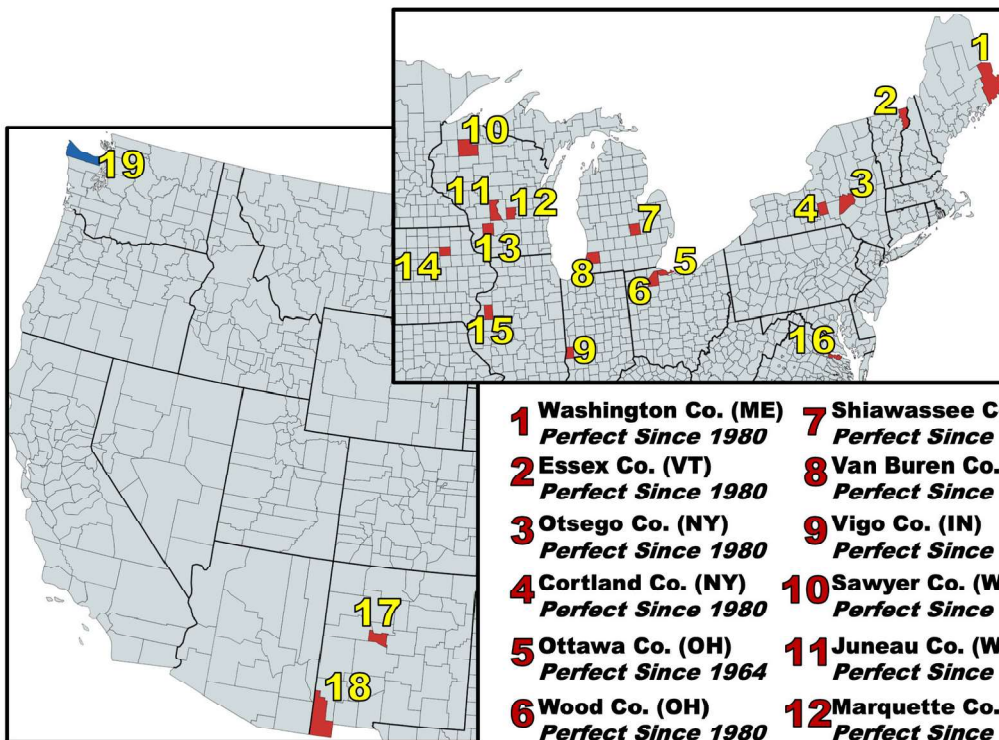 1
2
10
3
19
11
12
4
7
13
14
5
8
6
15
9
16
17
18
1 Washington Co. (ME)
Perfect Since 1980
2 Essex Co. (VT)
Perfect Since 1980
3 Otsego Co. (NY)
Perfect Since 1980
4 Cortland Co. (NY)
Perfect Since 1980
5 Ottawa Co. (OH)
Perfect Since 1964
6 Wood Co. (OH)
Perfect Since 1980
7 Shiawassee C
Perfect Since
8 Van Buren Co.
Perfect Since
9 Vigo Co. (IN)
Perfect Since
10 Sawyer Co. (W
Perfect Since
11 Juneau Co. (W
Perfect Since
12 Marquette Co.
Perfect Since